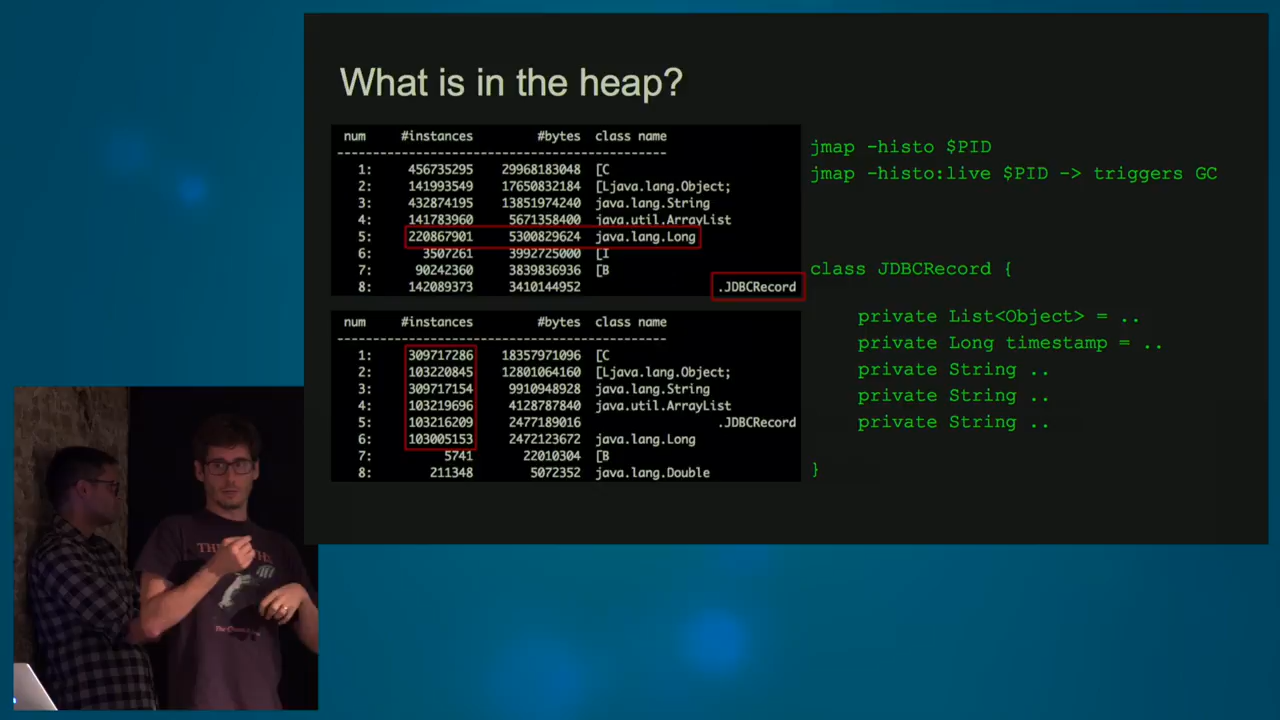 What is in the heap?
num #instances #bytes class name
----------------------------------------------
1: 456735295 29968183048 [C
2: 141993549 17650832184 [Ljava.lang.Object;
3: 432874195 13851974240 java.lang.String
4: 141783960 5671358400 java.util.ArrayList
5: 220867901 5300829624 java.lang.Long
6: 3507261 3992725000 [I
7: 90242360 3839836936 [B
8: 142089373 3410144952 .JDBCRecord
num #instances #bytes class name
----------------------------------------------
1: 309717286 18357971096 [C
2: 103220845 12801064160 [Ljava.lang.Object;
3: 309717154 9910948928 java.lang.String
4: 103219696 4128787840 java.util.ArrayList
5: 103216209 2477189016 .JDBCRecord
6: 103005153 2472123672 java.lang.Long
7: 5741 22010304 [B
8: 211348 5072352 java.lang.Double
jmap -histo $PID
jmap -histo:live $PID -> triggers GC
class JDBCRecord {
private List<Object> = ..
private Long timestamp = ..
private String ..
private String ..
private String ..
}